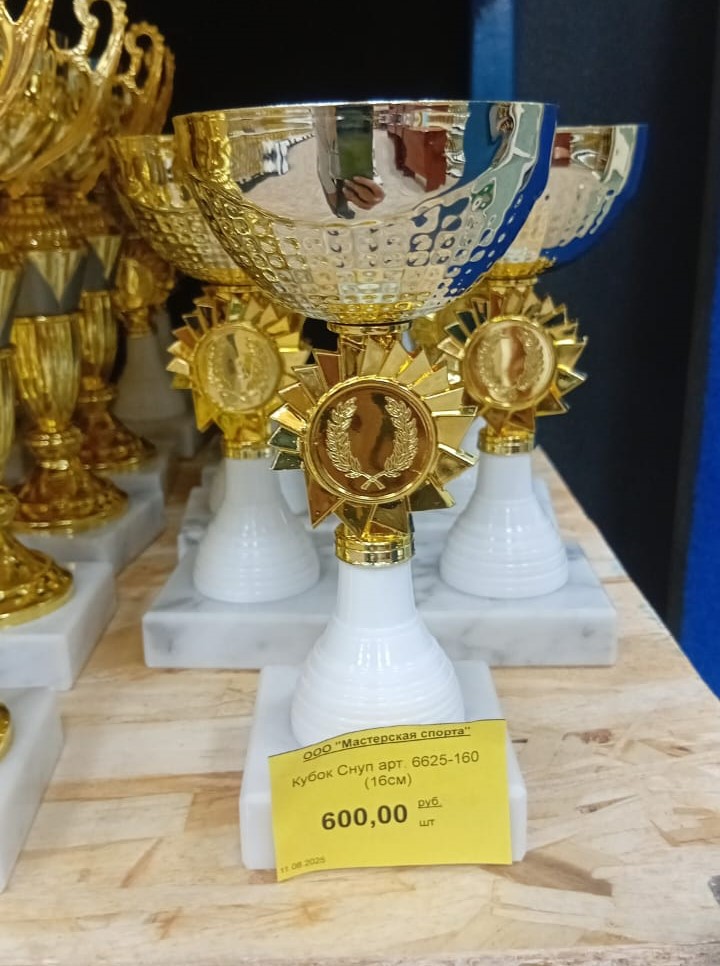 ООО "Мастерская спорта"
Кубок Снуп арт. 6625-160
(16см)
600,00 руб.
шт
11.08.2025